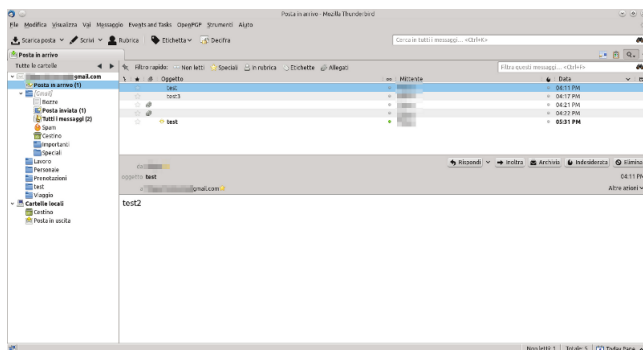 Posta in arrivo - Mozilla Thunderbird
File Modifica Visualizza Vai Messaggio Events and Tasks OpenPGP Strumenti Aiuto
Scarica posta Scrivi Rubrica Etichetta Decifra Cerca in tutti i messaggi... <Ctrl+K>
Posta in arrivo
Tutte le cartelle
Filtro rapido: Non letti Speciali In rubrica Etichette Allegati Filtra questi messaggi... <Ctrl+F>
gmail.com
Oggetto Mittente Data
Posta in arrivo (1)
test 04:11 PM
[Gmail]
test3 04:17 PM
Bozze
04:21 PM
Posta inviata (1)
04:22 PM
Tutti i messaggi (2)
test 05:31 PM
Spam
Cestino
Importanti
Speciali
Lavoro
Personale
Prenotazioni
test
Viaggio
Cartelle locali
Cestino
Posta in uscita
Rispondi Inoltra Archivia Indesiderata Elimina
oggetto test 04:11 PM
a gmail.com Altre azioni
test2
Non letti: 1 Totale: 5 Today Pane